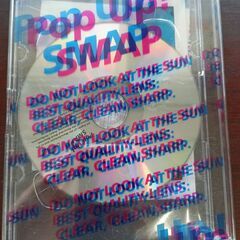 Pop Up!
SMAP
DO NOT LOOK AT THE SUN
BEST QUALITY LENS:
CLEAR, CLEAN, SHARP.
DO NOT LOOK AT THE SUN
BEST QUALITY LENS:
CLEAR, CLEAN, SHARP.
DO NOT LOOK AT THE SUN
BEST QUALITY LENS:
CLEAR, CLEAN, SHARP.